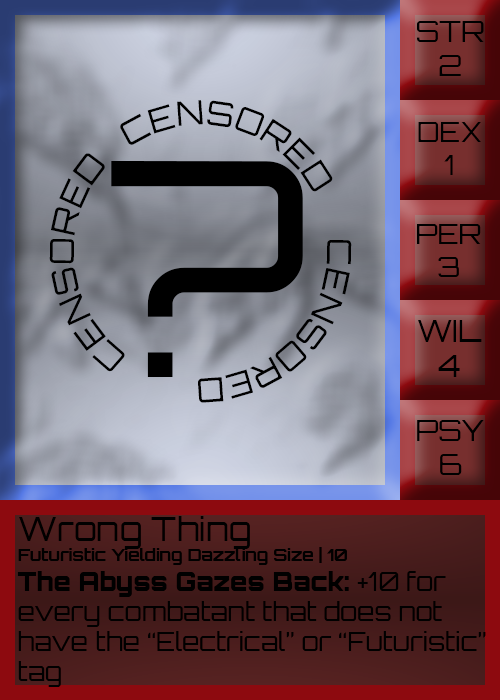 CENSORED
CENSORED
CENSORED
CENSORED
?
STR
2
DEX
1
PER
3
WIL
4
PSY
6
Wrong Thing
Futuristic Yielding Dazzling Size | 10
The Abyss Gazes Back: +10 for
every combatant that does not
have the “Electrical” or “Futuristic”
tag